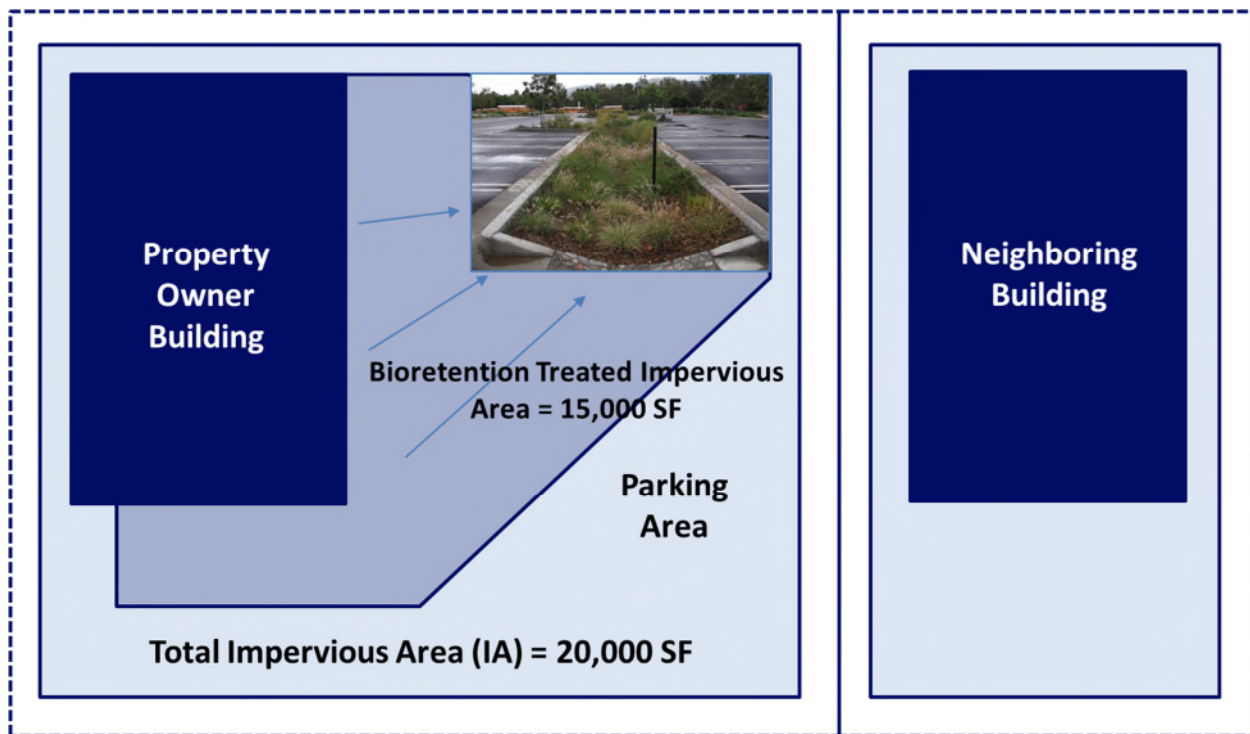 Property
Owner
Building
Neighboring
Building
Bioretention Treated Impervious
Area = 15,000 SF
Parking
Area
Total Impervious Area (IA) = 20,000 SF